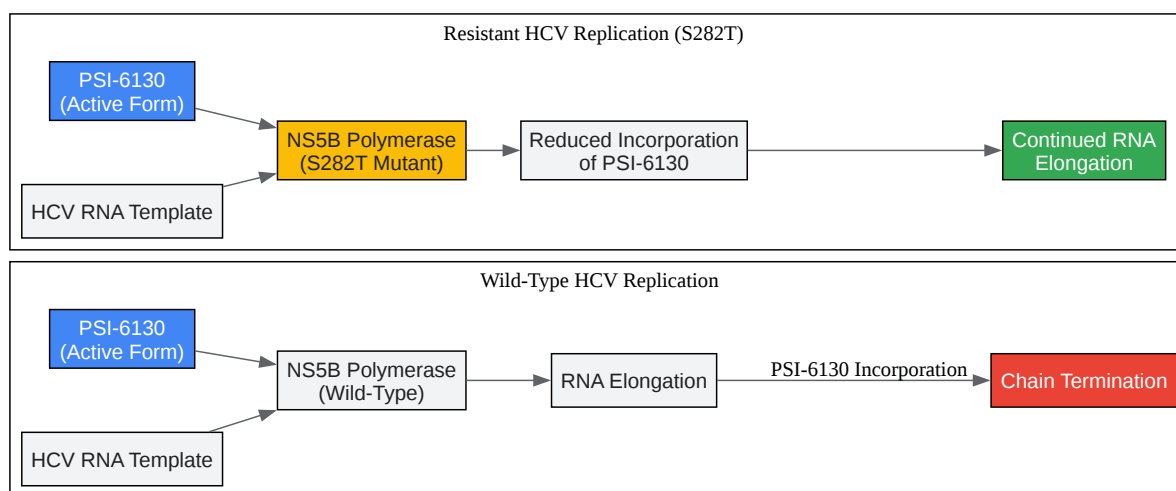 Resistant HCV Replication (S282T)
PSI-6130
(Active Form)
HCV RNA Template
NS5B Polymerase
(S282T Mutant)
Reduced Incorporation
of PSI-6130
Continued RNA
Elongation
Wild-Type HCV Replication
PSI-6130
(Active Form)
HCV RNA Template
NS5B Polymerase
(Wild-Type)
RNA Elongation
PSI-6130 Incorporation
Chain Termination